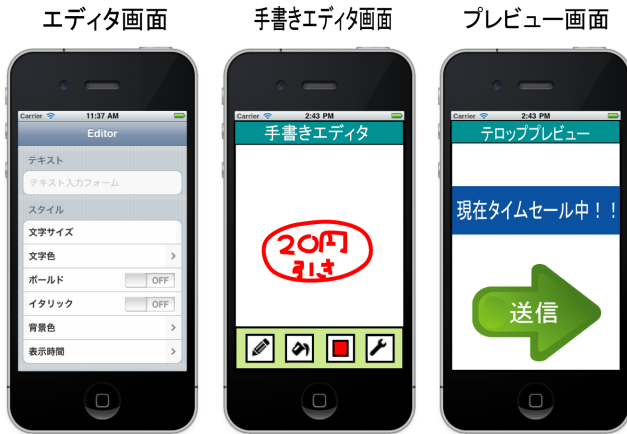 エディタ画面
手書きエディタ画面
プレビュー画面
Carrier 11:37 AM
Editor
テキスト
テキスト入力フォーム
スタイル
文字サイズ
文字色
ボールド OFF
イタリック OFF
背景色
表示時間
Carrier 2:43 PM
手書きエディタ
20円
引き
Carrier 2:43 PM
テロッププレビュー
現在タイムセール中！！
送信